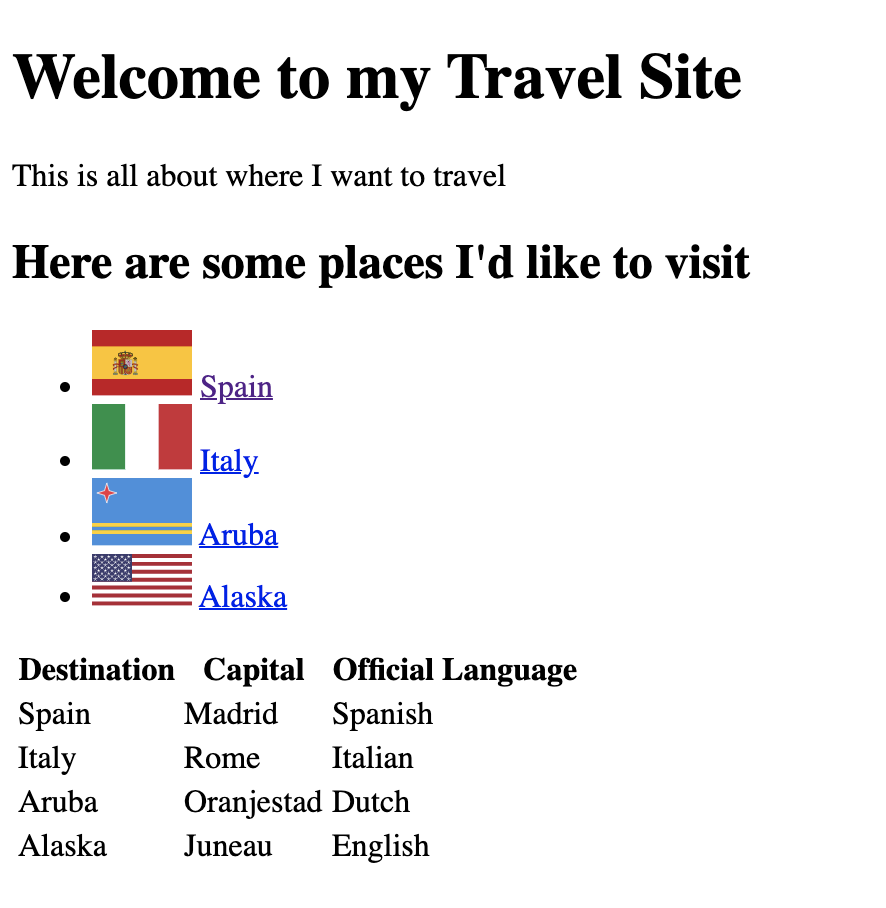 Welcome to my Travel Site
This is all about where I want to travel
Here are some places I'd like to visit
Spain
Italy
Aruba
Alaska
Destination Capital Official Language
Spain Madrid Spanish
Italy Rome Italian
Aruba Oranjestad Dutch
Alaska Juneau English